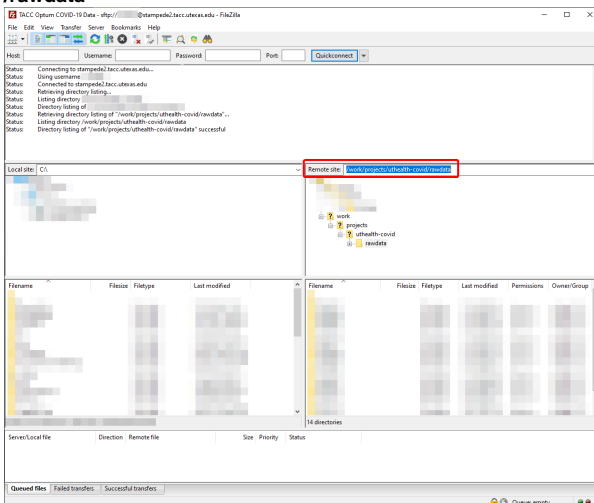 /rawdata
TACC Optum COVID-19 Data - sftp:// @stampede2.tacc.utexas.edu - FileZilla
File Edit View Transfer Server Bookmarks Help
Host: Username: Password: Port: Quickconnect
Status: Connecting to stampede2.tacc.utexas.edu...
Status: Using username
Status: Connected to stampede2.tacc.utexas.edu
Status: Retrieving directory listing...
Status: Listing directory
Status: Directory listing of
Status: Retrieving directory listing of "/work/projects/uthealth-covid/rawdata"...
Status: Listing directory /work/projects/uthealth-covid/rawdata
Status: Directory listing of "/work/projects/uthealth-covid/rawdata" successful
Local site: C:\
Remote site: /work/projects/uthealth-covid/rawdata
work
projects
uthealth-covid
rawdata
Filename Filesize Filetype Last modified
Filename Filesize Filetype Last modified Permissions Owner/Group
14 directories
Server/Local file Direction Remote file Size Priority Status
Queued files Failed transfers Successful transfers
Queue: empty